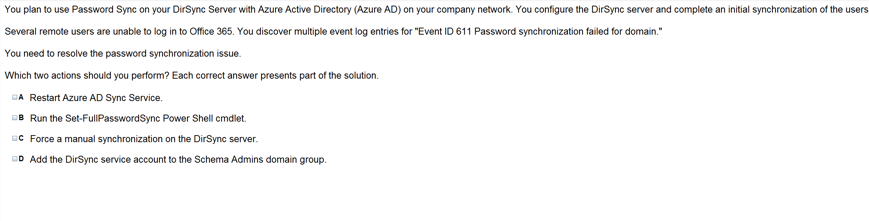 You plan to use Password Sync on your DirSync Server with Azure Active Directory (Azure AD) on your company network. You configure the DirSync server and complete an initial synchronization of the users
Several remote users are unable to log in to Office 365. You discover multiple event log entries for "Event ID 611 Password synchronization failed for domain."
You need to resolve the password synchronization issue.
Which two actions should you perform? Each correct answer presents part of the solution.
A Restart Azure AD Sync Service.
B Run the Set-FullPasswordSync Power Shell cmdlet.
C Force a manual synchronization on the DirSync server.
D Add the DirSync service account to the Schema Admins domain group.